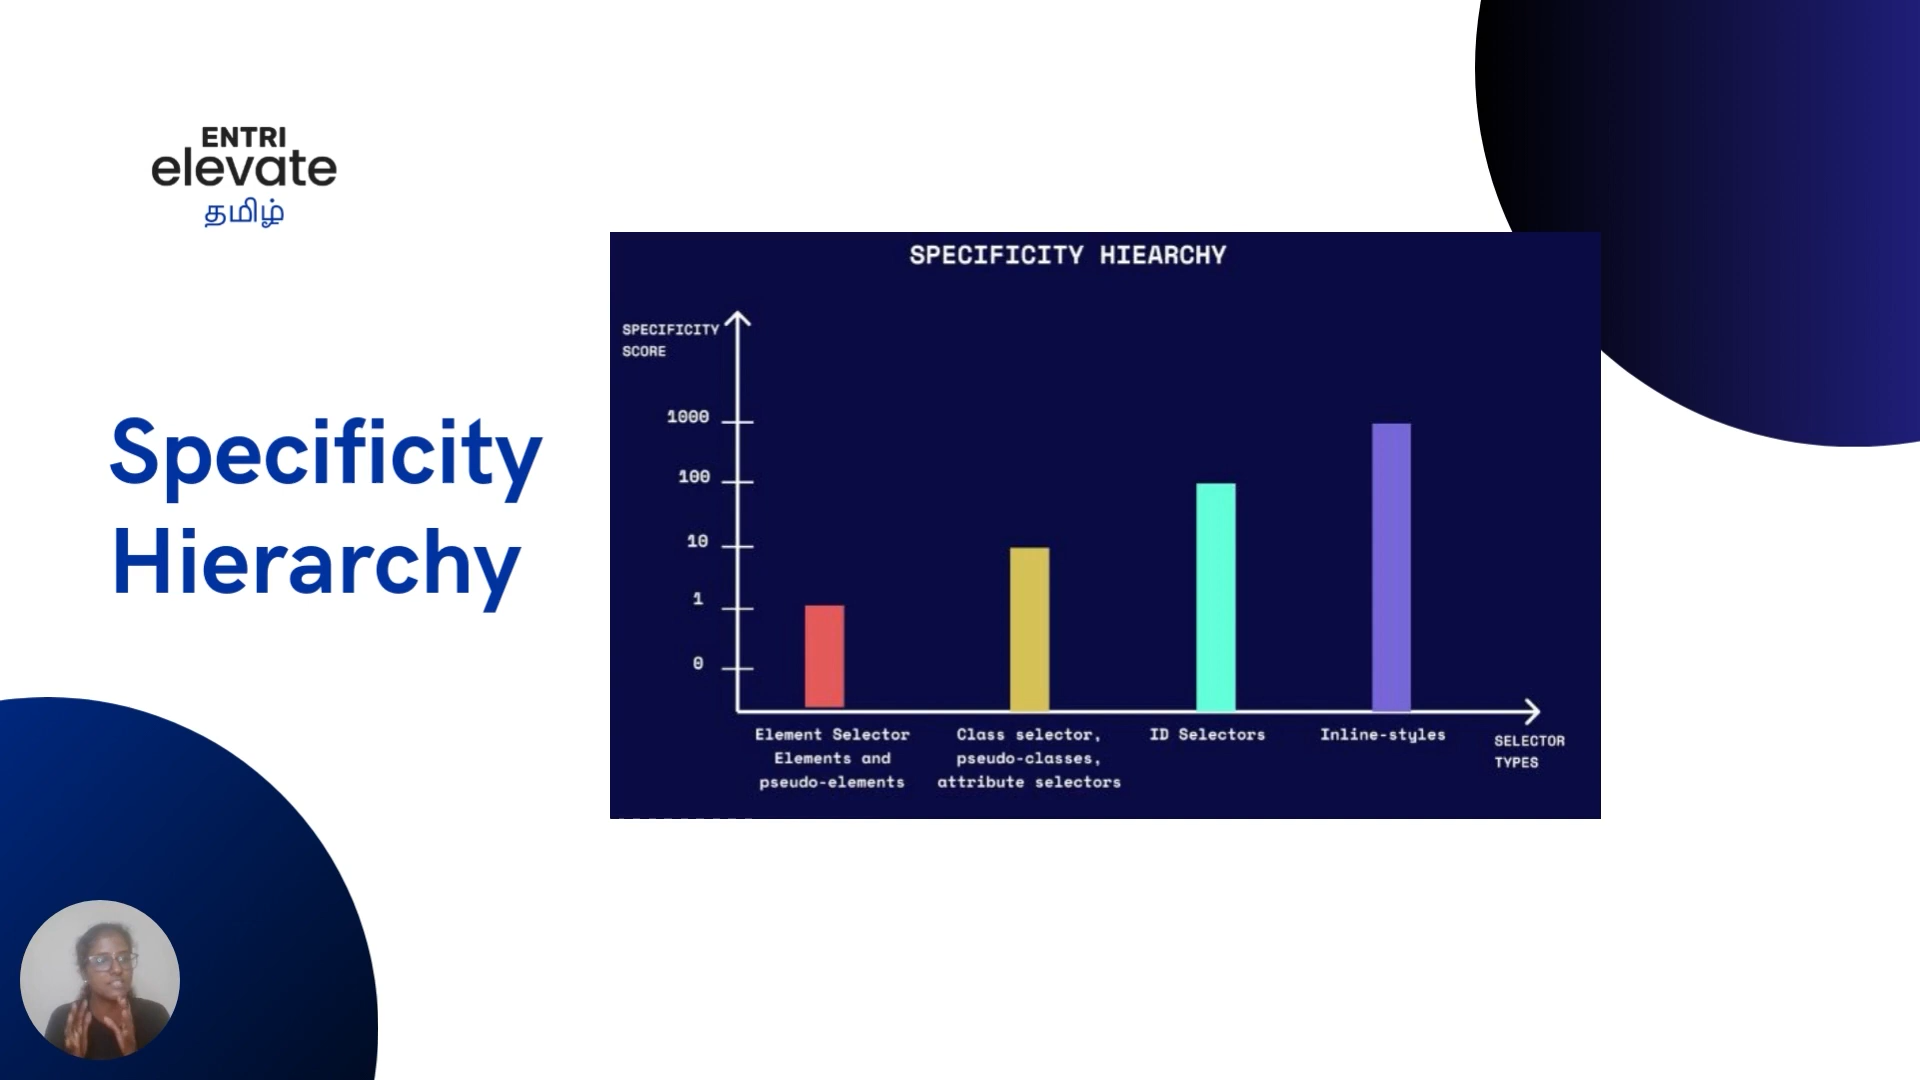 ENTRI
elevate
தமிழ்
Specificity
Hierarchy
SPECIFICITY HIEARCHY
SPECIFICITY
SCORE
1000
100
10
1
0
Element Selector
Elements and
pseudo-elements
Class selector,
pseudo-classes,
attribute selectors
ID Selectors
Inline-styles
SELECTOR
TYPES